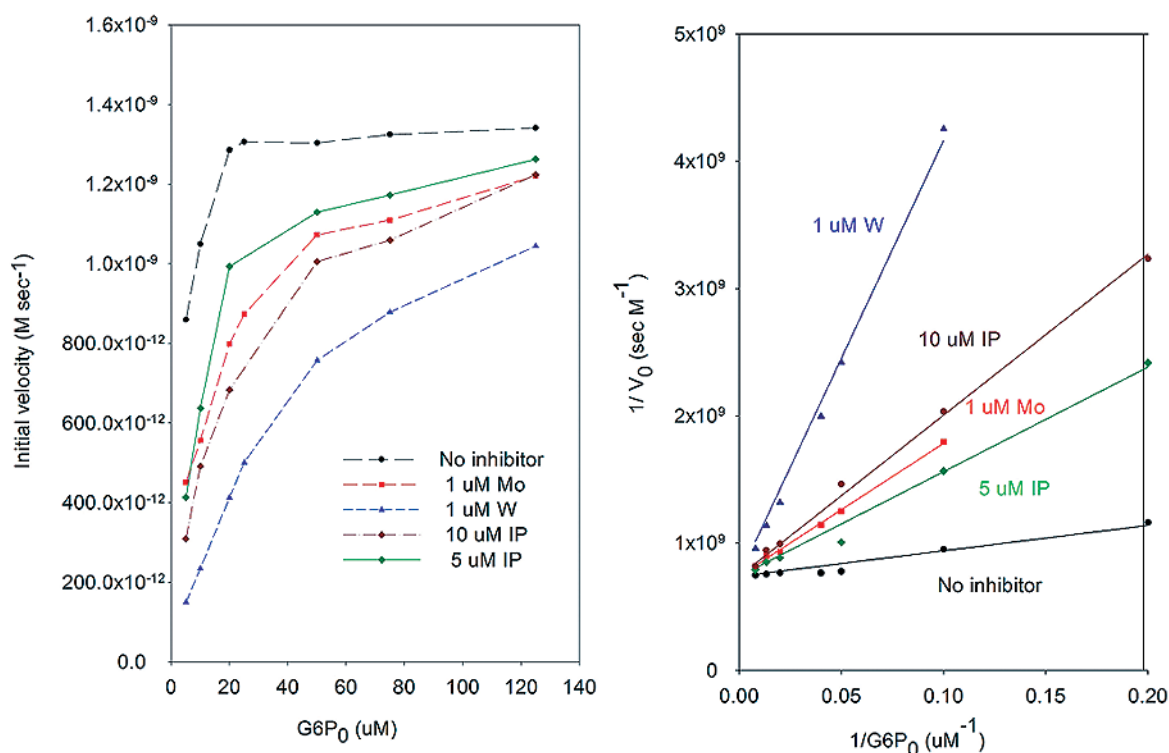 1.6x10-9
1.4x10-9
1.2x10-9
1.0x10-9
800.0x10-12
600.0x10-12
400.0x10-12
200.0x10-12
0.0
Initial velocity (M sec-1)
0 20 40 60 80 100 120 140
G6P0 (uM)
No inhibitor
1 uM Mo
1 uM W
10 uM IP
5 uM IP
5x10⁹
4x10⁹
3x10⁹
2x10⁹
1x10⁹
0
1/ V0 (sec M-1)
0.00 0.05 0.10 0.15 0.20
1/G6P0 (uM-1)
1 uM W
10 uM IP
1 uM Mo
5 uM IP
No inhibitor